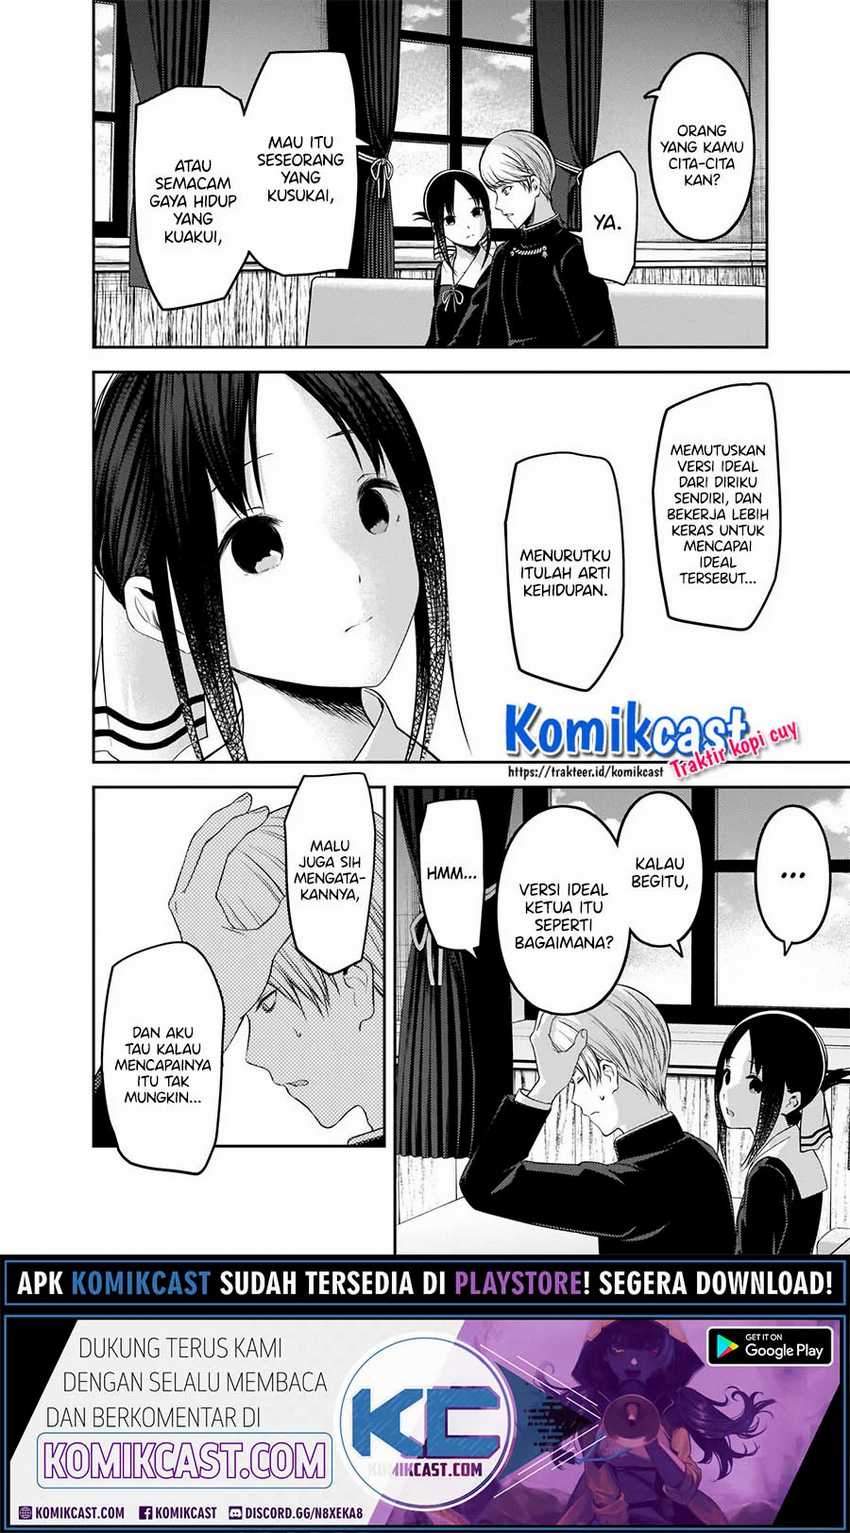 ORANG
YANG KAMU
CITA-CITA
KAN?
YA.
MAU ITU
SESEORANG
YANG
KUSUKAI,
ATAU
SEMACAM
GAYA HIDUP
YANG
KUAKUI,
MEMUTUSKAN
VERSI IDEAL
DARI DIRIKU
SENDIRI, DAN
BEKERJA LEBIH
KERAS UNTUK
MENCAPAI
IDEAL
TERSEBUT...
MENURUTKU
ITULAH ARTI
KEHIDUPAN.
Komikcast
Traktir kopi cuy
https://trakteer.id/komikcast
...
KALAU
BEGITU,
VERSI IDEAL
KETUA ITU
SEPERTI
BAGAIMANA?
HMM...
MALU
JUGA SIH
MENGATA-
KANNYA,
DAN AKU
TAU KALAU
MENCAPAINYA
ITU TAK
MUNGKIN...
APK KOMIKCAST SUDAH TERSEDIA DI PLAYSTORE! SEGERA DOWNLOAD!
DUKUNG TERUS KAMI
DENGAN SELALU MEMBACA
DAN BERKOMENTAR DI
KOMIKCAST.COM
KOMIKCAST.COM KOMIKCAST DISCORD.GG/N8XEKA8
KC
KOMIKCAST.COM
GET IT ON
Google Play